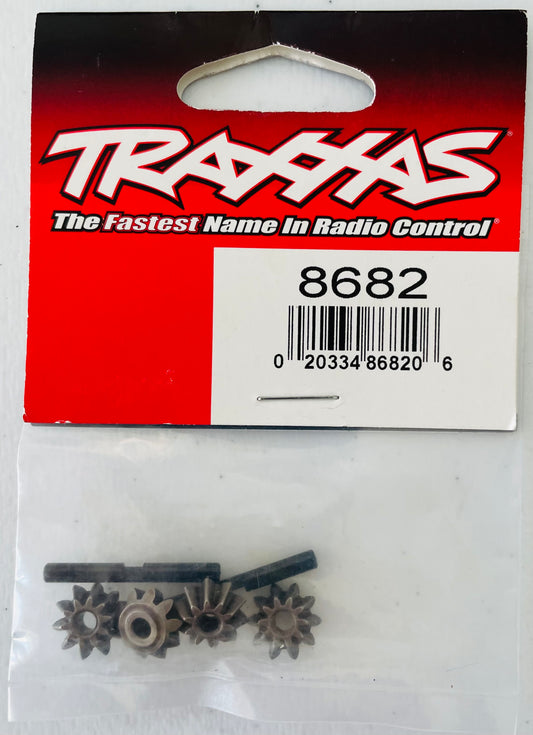 TRAXXAS®
The Fastest Name In Radio Control®
8682
0 20334 86820 6